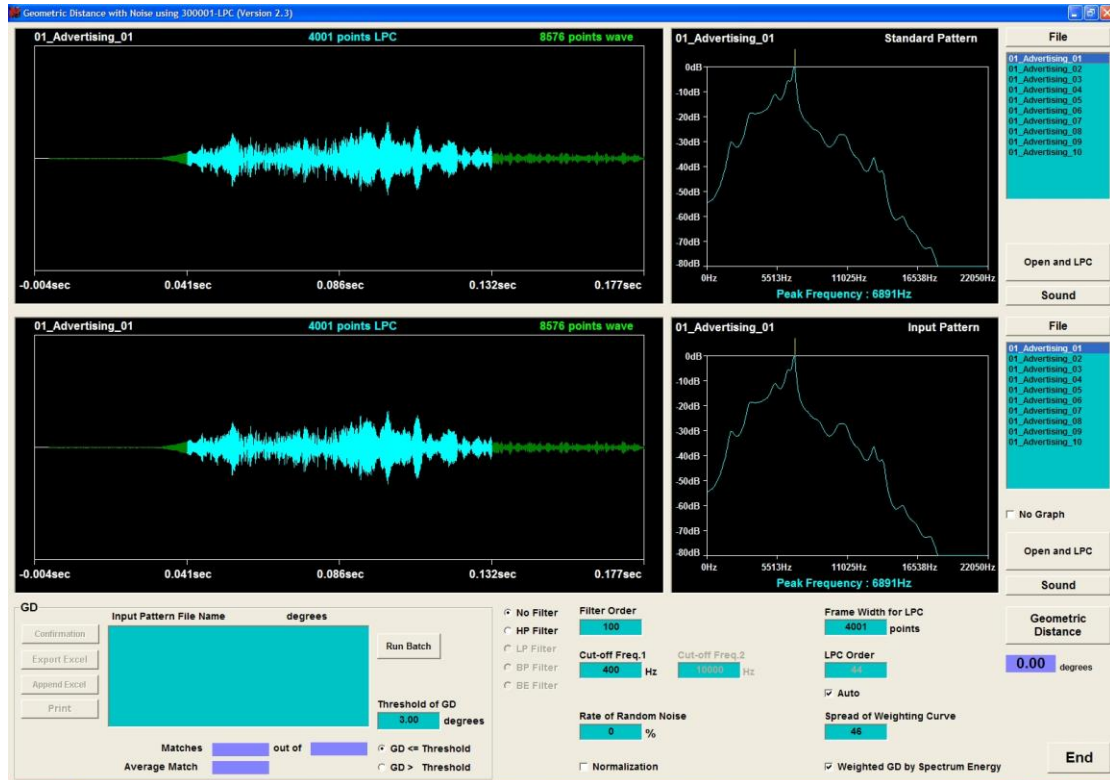 Geometric Distance with Noise using 300001-LPC (Version 2.3)
01_Advertising_01 4001 points LPC 8576 points wave
-0.004sec 0.041sec 0.086sec 0.132sec 0.177sec
01_Advertising_01 Standard Pattern
0dB
-10dB
-20dB
-30dB
-40dB
-50dB
-60dB
-70dB
-80dB
0Hz 5513Hz 11025Hz 16538Hz 22050Hz
Peak Frequency : 6891Hz
File
01_Advertising_01
01_Advertising_02
01_Advertising_03
01_Advertising_04
01_Advertising_05
01_Advertising_06
01_Advertising_07
01_Advertising_08
01_Advertising_09
01_Advertising_10
Open and LPC
Sound
01_Advertising_01 4001 points LPC 8576 points wave
-0.004sec 0.041sec 0.086sec 0.132sec 0.177sec
01_Advertising_01 Input Pattern
0dB
-10dB
-20dB
-30dB
-40dB
-50dB
-60dB
-70dB
-80dB
0Hz 5513Hz 11025Hz 16538Hz 22050Hz
Peak Frequency : 6891Hz
File
01_Advertising_01
01_Advertising_02
01_Advertising_03
01_Advertising_04
01_Advertising_05
01_Advertising_06
01_Advertising_07
01_Advertising_08
01_Advertising_09
01_Advertising_10
No Graph
Open and LPC
Sound
GD
Input Pattern File Name degrees
Confirmation
Export Excel
Append Excel
Print
Run Batch
Threshold of GD
3.00 degrees
Matches out of
Average Match
GD <= Threshold
GD > Threshold
No Filter
HP Filter
LP Filter
BP Filter
BE Filter
Filter Order
100
Cut-off Freq.1 Cut-off Freq.2
400 Hz 10000 Hz
Rate of Random Noise
0 %
Normalization
Frame Width for LPC
4001 points
LPC Order
44
Auto
Spread of Weighting Curve
46
Weighted GD by Spectrum Energy
Geometric
Distance
0.00 degrees
End